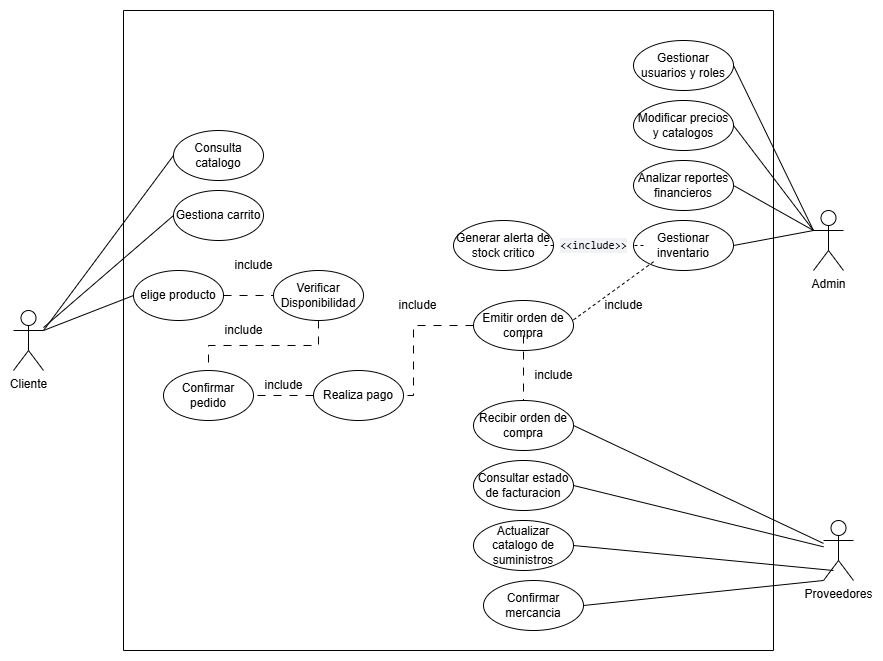 Gestionar
usuarios y roles
Modificar precios
y catalogos
Consulta
catalogo
Analizar reportes
financieros
Gestiona carrito
Generar alerta de
stock critico
<<include>>
Gestionar
inventario
Admin
include
elige producto
Verificar
Disponibilidad
include
include
Emitir orden de
compra
include
Cliente
Confirmar
pedido
include
Realiza pago
include
Recibir orden de
compra
Consultar estado
de facturacion
Actualizar
catalogo de
suministros
Confirmar
mercancia
Proveedores